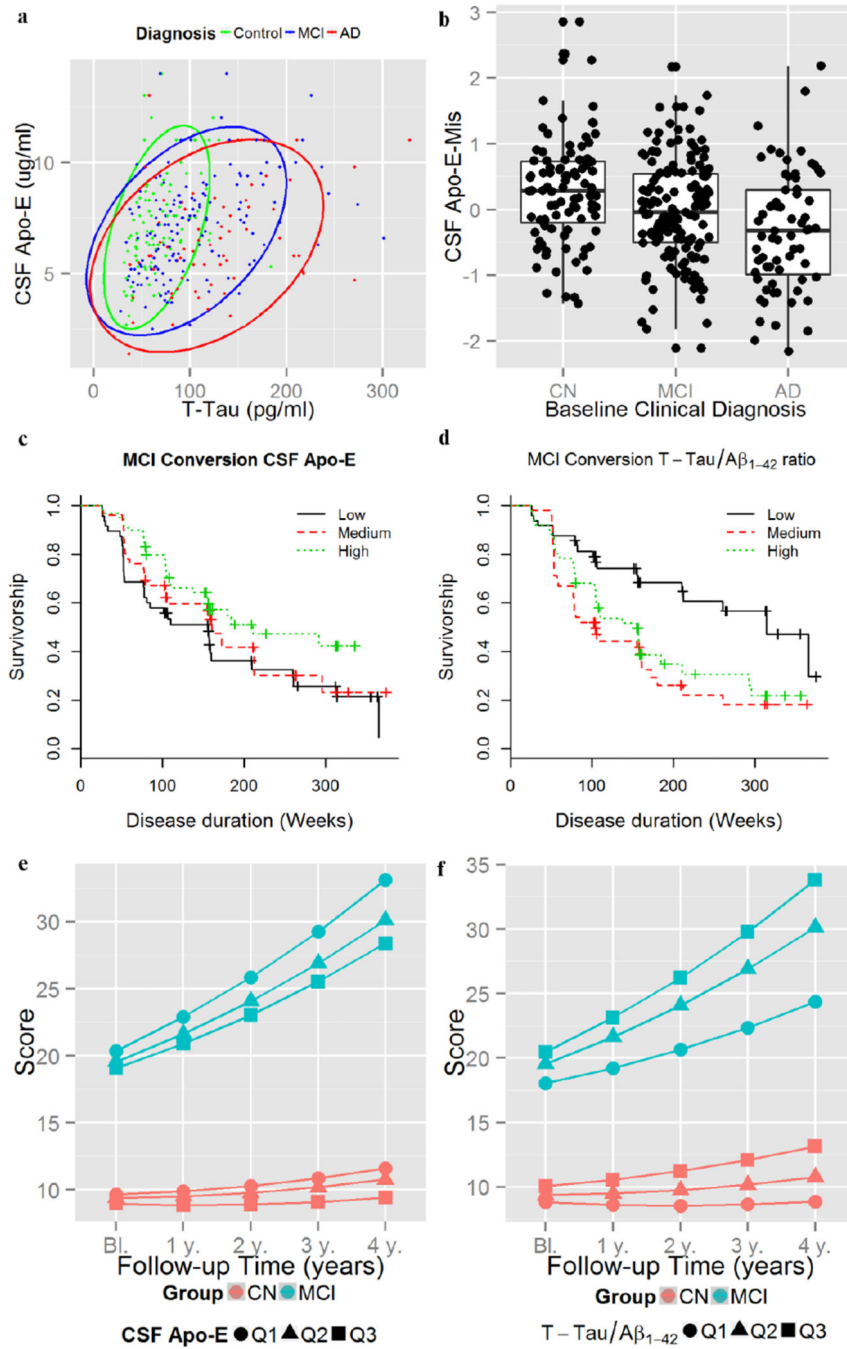 a
Diagnosis Control MCI AD
CSF Apo-E (ug/ml)
10
5
0 100 200 300
T-Tau (pg/ml)
b
CSF Apo-E-Mis
3
2
1
0
-1
-2
CN MCI AD
Baseline Clinical Diagnosis
c
MCI Conversion CSF Apo-E
Survivorship
1.0
0.8
0.6
0.4
0.2
0.0
Low
Medium
High
0 100 200 300
Disease duration (Weeks)
d
MCI Conversion T – Tau/Aβ1–42 ratio
Survivorship
1.0
0.8
0.6
0.4
0.2
0.0
Low
Medium
High
0 100 200 300
Disease duration (Weeks)
e
Score
30
25
20
15
10
Bl. 1 y. 2 y. 3 y. 4 y.
Follow-up Time (years)
Group CN MCI
CSF Apo-E Q1 Q2 Q3
f
Score
35
30
25
20
15
10
Bl. 1 y. 2 y. 3 y. 4 y.
Follow-up Time (years)
Group CN MCI
T – Tau/Aβ1–42 Q1 Q2 Q3